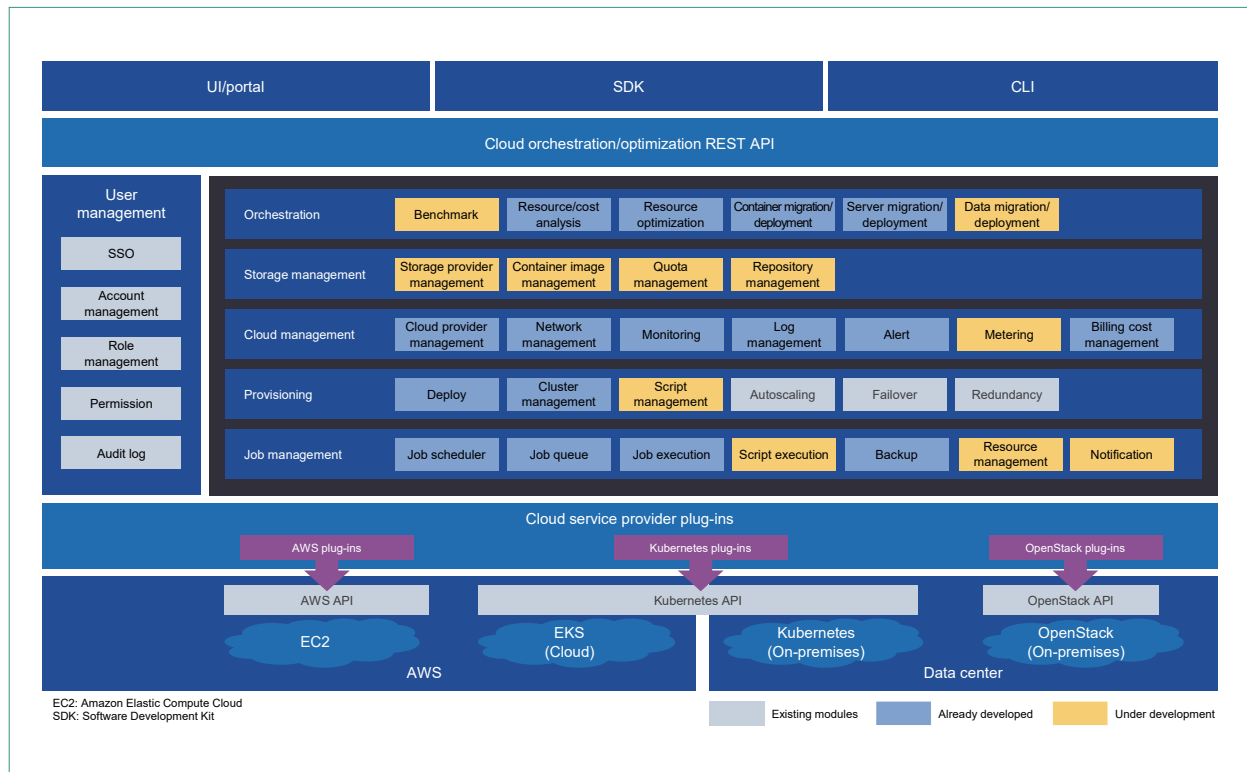 UI/portal
SDK
CLI
Cloud orchestration/optimization REST API
User
management
SSO
Account
management
Role
management
Permission
Audit log
Orchestration
Benchmark
Resource/cost
analysis
Resource
optimization
Container migration/
deployment
Server migration/
deployment
Data migration/
deployment
Storage management
Storage provider
management
Container image
management
Quota
management
Repository
management
Cloud management
Cloud provider
management
Network
management
Monitoring
Log
management
Alert
Metering
Billing cost
management
Provisioning
Deploy
Cluster
management
Script
management
Autoscaling
Failover
Redundancy
Job management
Job scheduler
Job queue
Job execution
Script execution
Backup
Resource
management
Notification
Cloud service provider plug-ins
AWS plug-ins
Kubernetes plug-ins
OpenStack plug-ins
AWS API
Kubernetes API
OpenStack API
EC2
EKS
(Cloud)
Kubernetes
(On-premises)
OpenStack
(On-premises)
AWS
Data center
EC2: Amazon Elastic Compute Cloud
SDK: Software Development Kit
Existing modules
Already developed
Under development